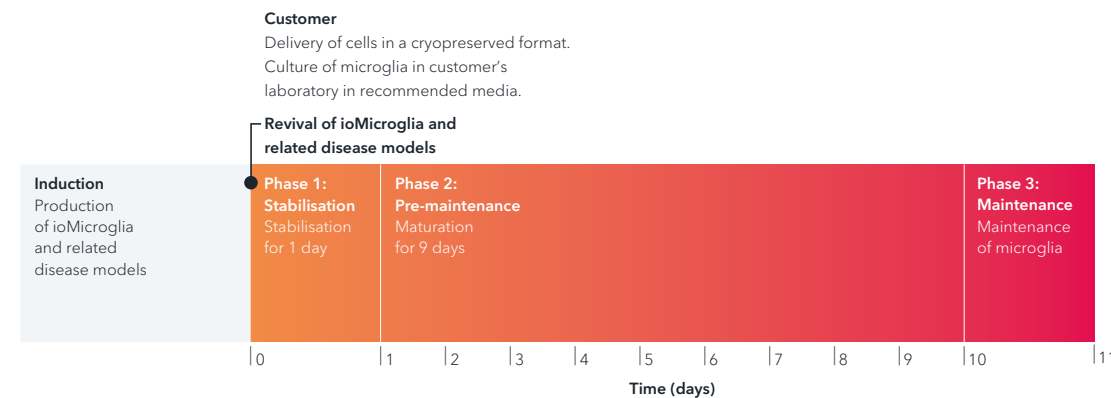 Customer
Delivery of cells in a cryopreserved format.
Culture of microglia in customer's
laboratory in recommended media.
Revival of ioMicroglia and
related disease models
Induction
Production
of ioMicroglia
and related
disease models
Phase 1:
Stabilisation
Stabilisation
for 1 day
Phase 2:
Pre-maintenance
Maturation
for 9 days
Phase 3:
Maintenance
Maintenance
of microglia
0 1 2 3 4 5 6 7 8 9 10 11
Time (days)